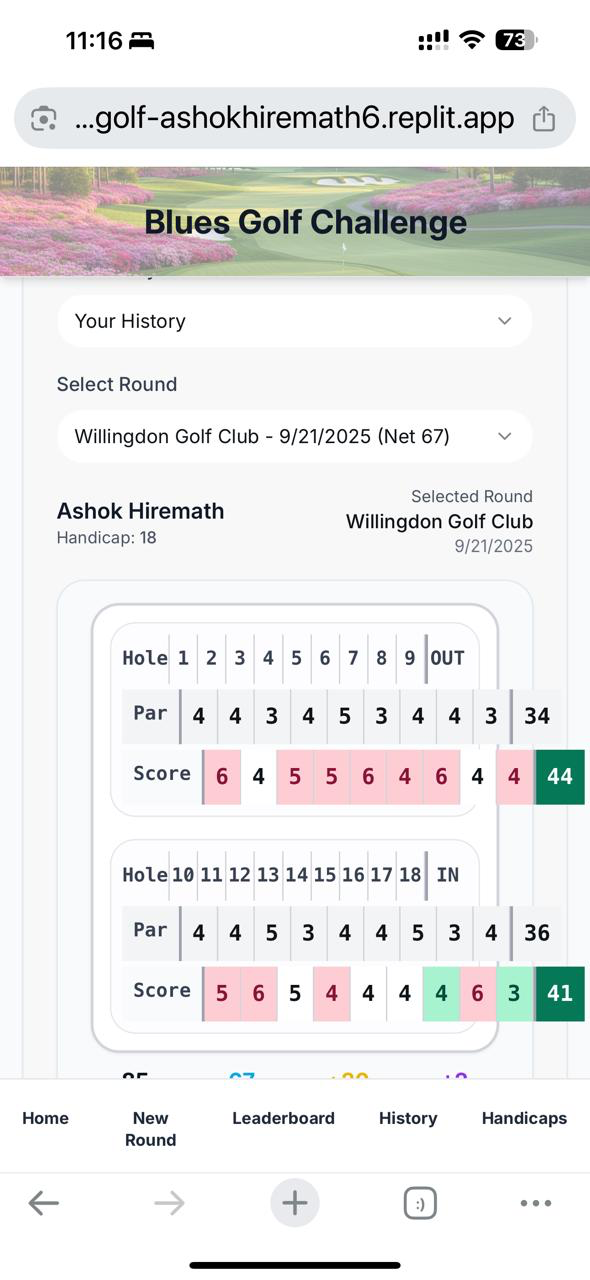 11:16
73
...golf-ashokhiremath6.replit.app
Blues Golf Challenge
Your History
Select Round
Willingdon Golf Club - 9/21/2025 (Net 67)
Ashok Hiremath
Handicap: 18
Selected Round
Willingdon Golf Club
9/21/2025
Hole 1 2 3 4 5 6 7 8 9 OUT
Par 4 4 3 4 5 3 4 4 3 34
Score 6 4 5 5 6 4 6 4 4 44
Hole 10 11 12 13 14 15 16 17 18 IN
Par 4 4 5 3 4 4 5 3 4 36
Score 5 6 5 4 4 4 4 6 3 41
Home New Round Leaderboard History Handicaps
:)